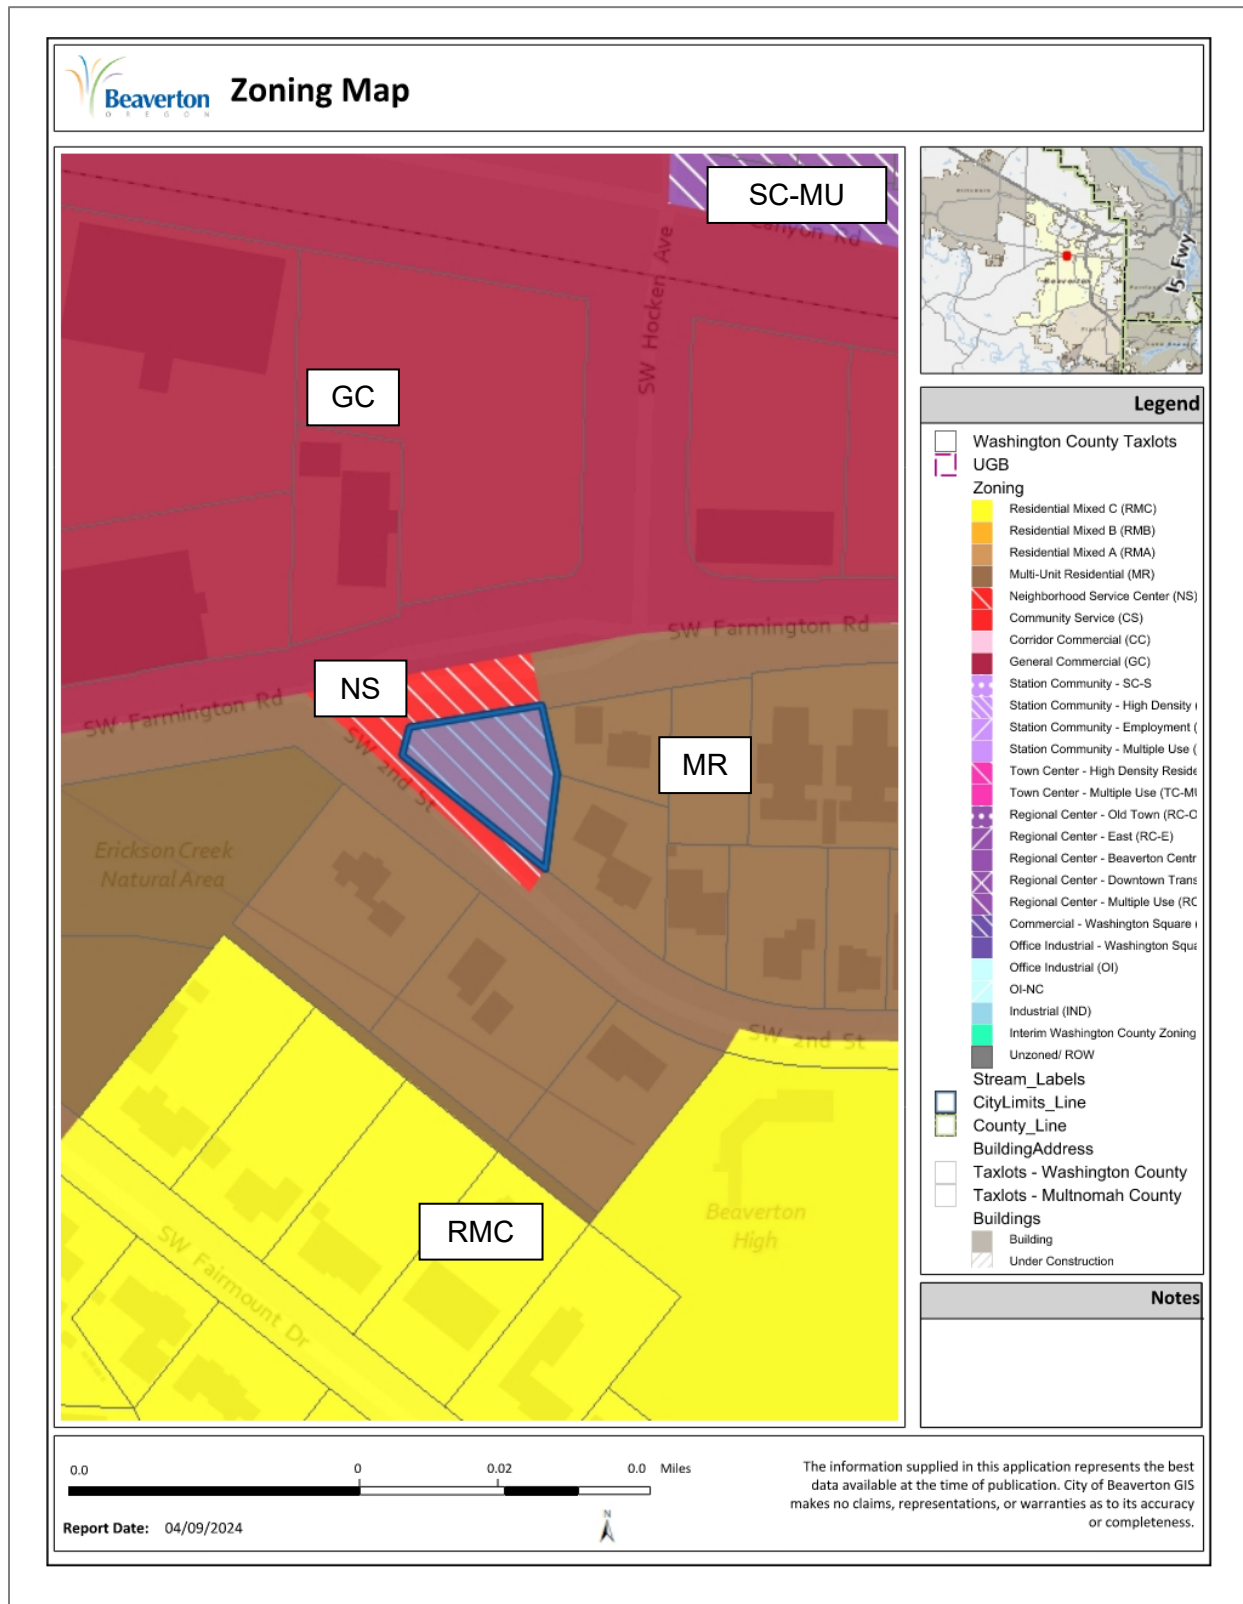 Beaverton
OREGON
Zoning Map
SC-MU
Canyon Rd
SW Hocken Ave
GC
SW Farmington Rd
NS
SW Farmington Rd
SW 2nd St
MR
Erickson Creek
Natural Area
SW 2nd St
Beaverton
High
RMC
SW Fairmount Dr
Beaverton
I5 Fwy
Legend
Washington County Taxlots
UGB
Zoning
Residential Mixed C (RMC)
Residential Mixed B (RMB)
Residential Mixed A (RMA)
Multi-Unit Residential (MR)
Neighborhood Service Center (NS)
Community Service (CS)
Corridor Commercial (CC)
General Commercial (GC)
Station Community - SC-S
Station Community - High Density (
Station Community - Employment (
Station Community - Multiple Use (
Town Center - High Density Reside
Town Center - Multiple Use (TC-MU
Regional Center - Old Town (RC-O
Regional Center - East (RC-E)
Regional Center - Beaverton Centr
Regional Center - Downtown Trans
Regional Center - Multiple Use (RC
Commercial - Washington Square (
Office Industrial - Washington Squa
Office Industrial (OI)
OI-NC
Industrial (IND)
Interim Washington County Zoning
Unzoned/ ROW
Stream_Labels
CityLimits_Line
County_Line
BuildingAddress
Taxlots - Washington County
Taxlots - Multnomah County
Buildings
Building
Under Construction
Notes
0.0 0 0.02 0.0 Miles
Report Date: 04/09/2024
N
The information supplied in this application represents the best
data available at the time of publication. City of Beaverton GIS
makes no claims, representations, or warranties as to its accuracy
or completeness.